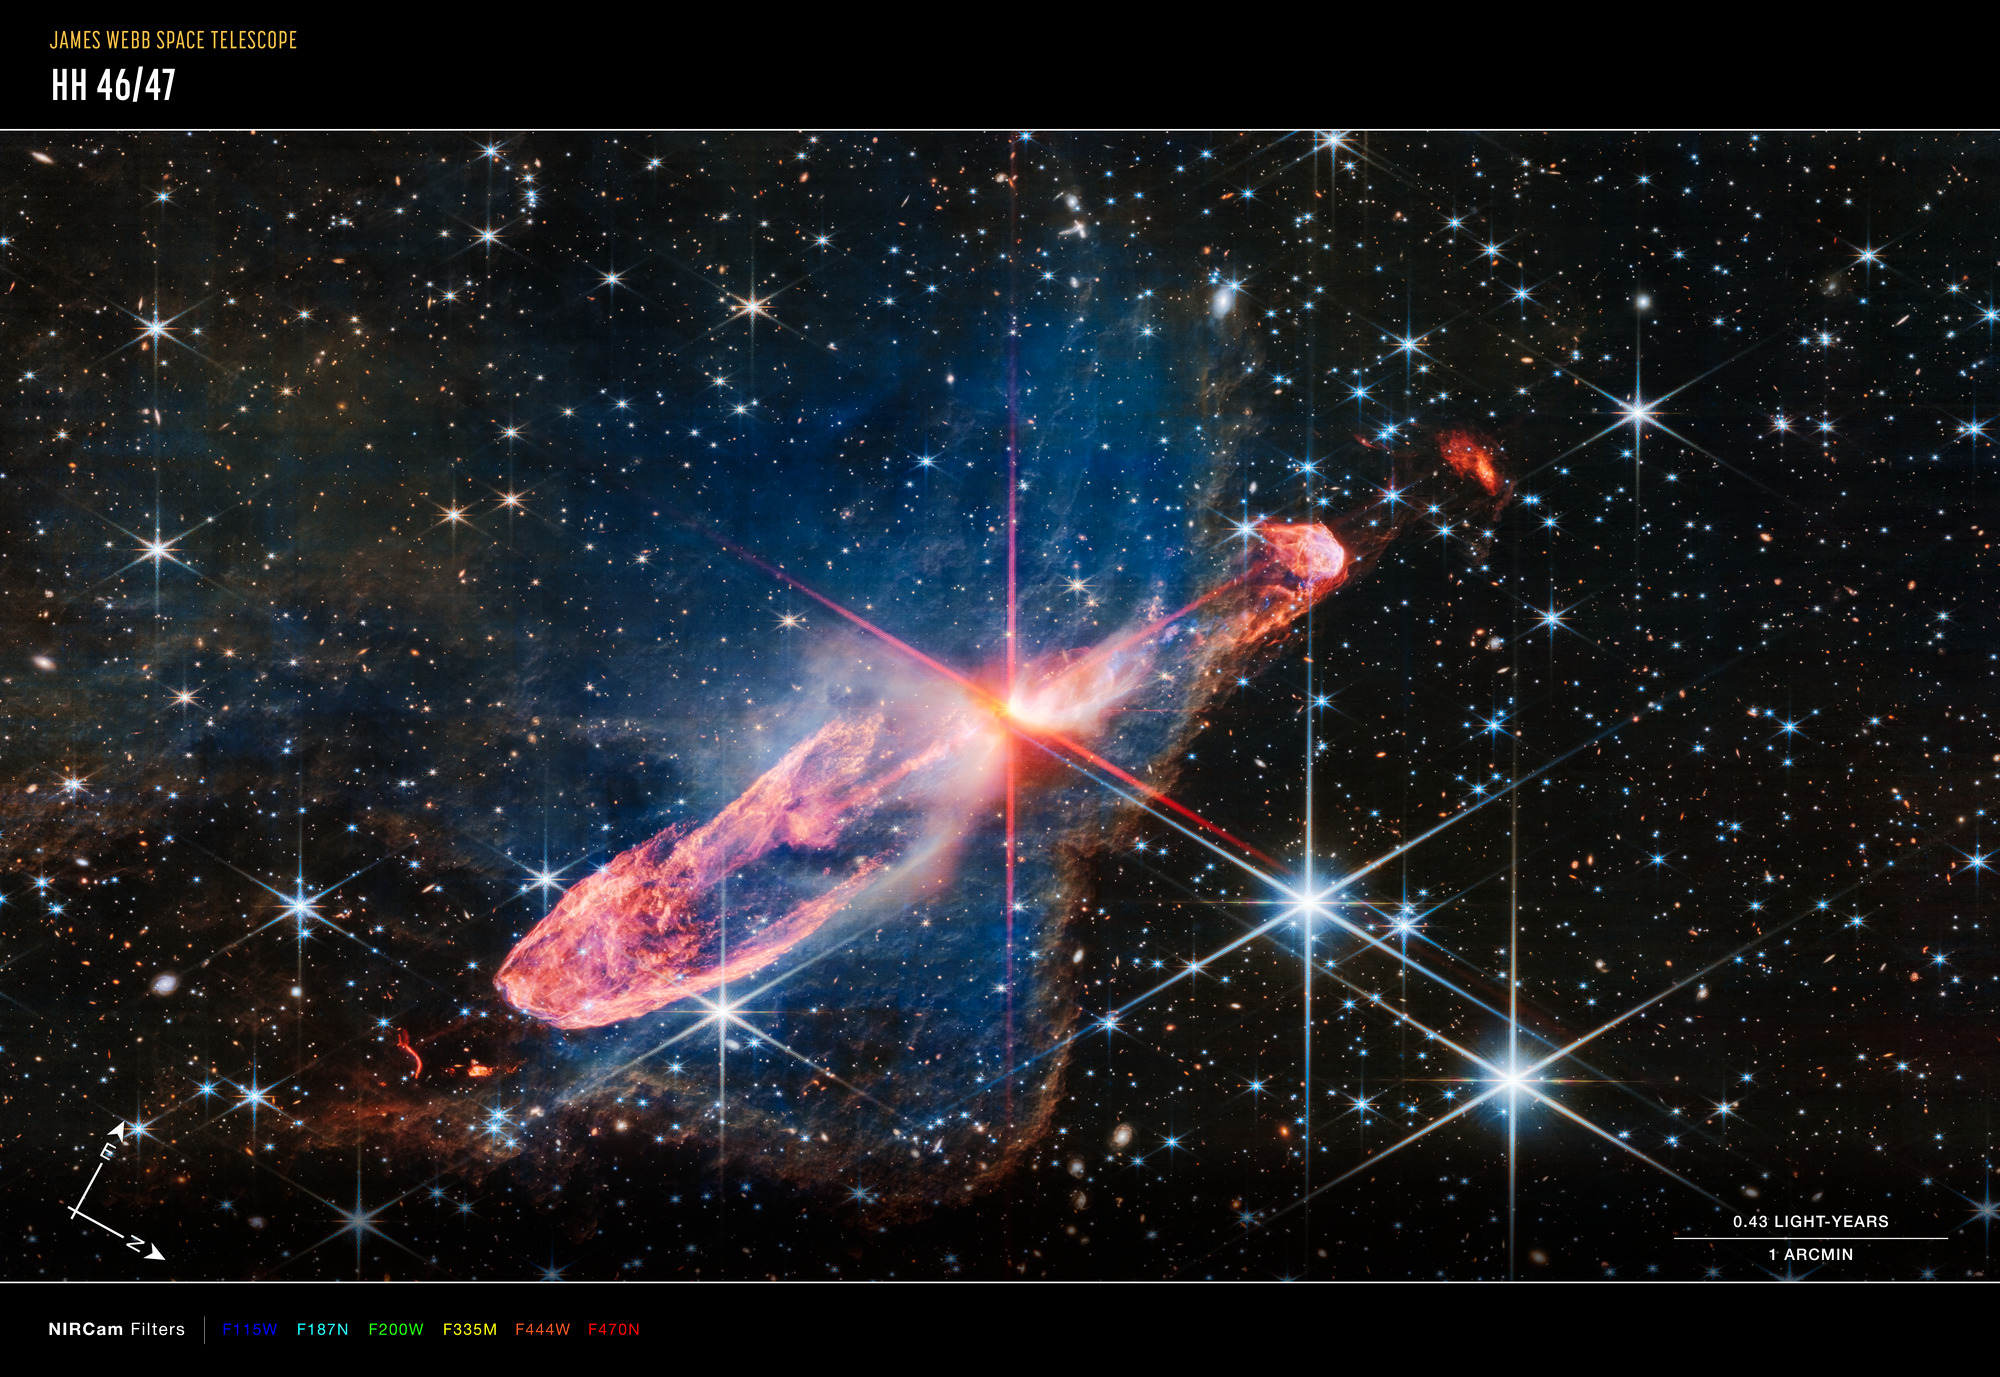 JAMES WEBB SPACE TELESCOPE
HH 46/47
E
N
0.43 LIGHT-YEARS
1 ARCMIN
NIRCam Filters F115W F187N F200W F335M F444W F470N